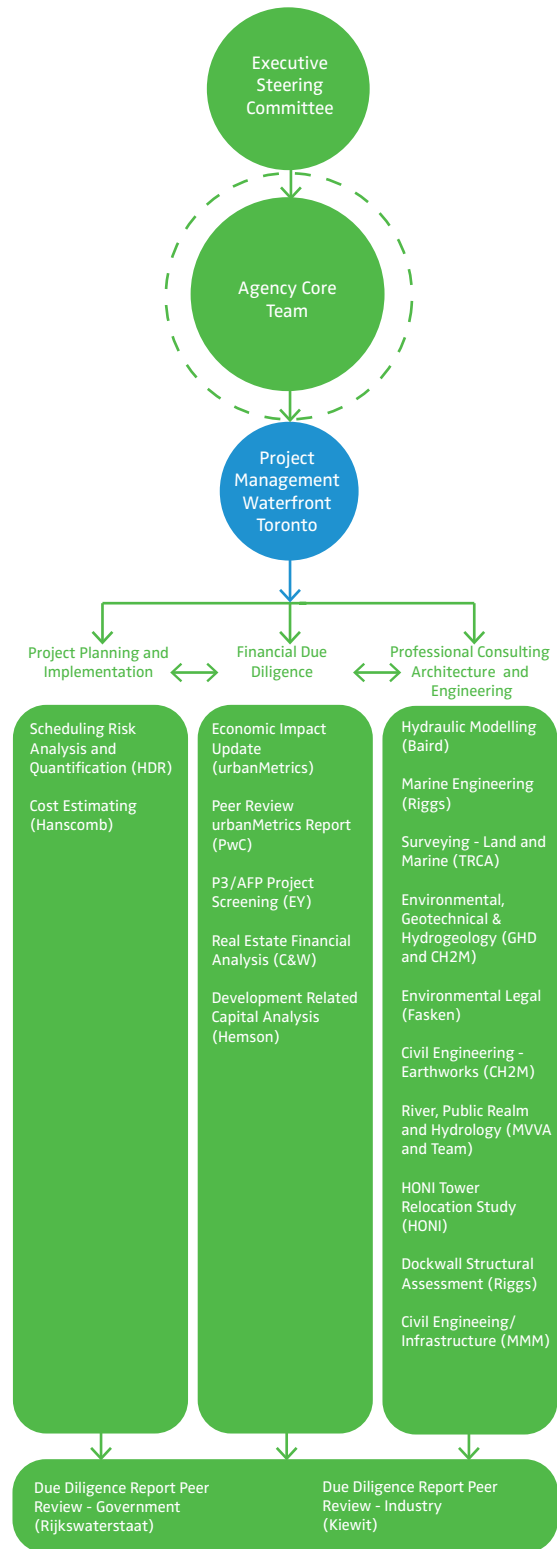 Executive
Steering
Committee
Agency Core
Team
Project
Management
Waterfront
Toronto
Project Planning and
Implementation
Financial Due
Diligence
Professional Consulting
Architecture and
Engineering
Scheduling Risk
Analysis and
Quantification (HDR)
Cost Estimating
(Hanscomb)
Economic Impact
Update
(urbanMetrics)
Peer Review
urbanMetrics Report
(PwC)
P3/AFP Project
Screening (EY)
Real Estate Financial
Analysis (C&W)
Development Related
Capital Analysis
(Hemson)
Hydraulic Modelling
(Baird)
Marine Engineering
(Riggs)
Surveying - Land and
Marine (TRCA)
Environmental,
Geotechnical &
Hydrogeology (GHD
and CH2M)
Environmental Legal
(Fasken)
Civil Engineering -
Earthworks (CH2M)
River, Public Realm
and Hydrology (MVVA
and Team)
HONI Tower
Relocation Study
(HONI)
Dockwall Structural
Assessment (Riggs)
Civil Engineeing/
Infrastructure (MMM)
Due Diligence Report Peer
Review - Government
(Rijkswaterstaat)
Due Diligence Report Peer
Review - Industry
(Kiewit)